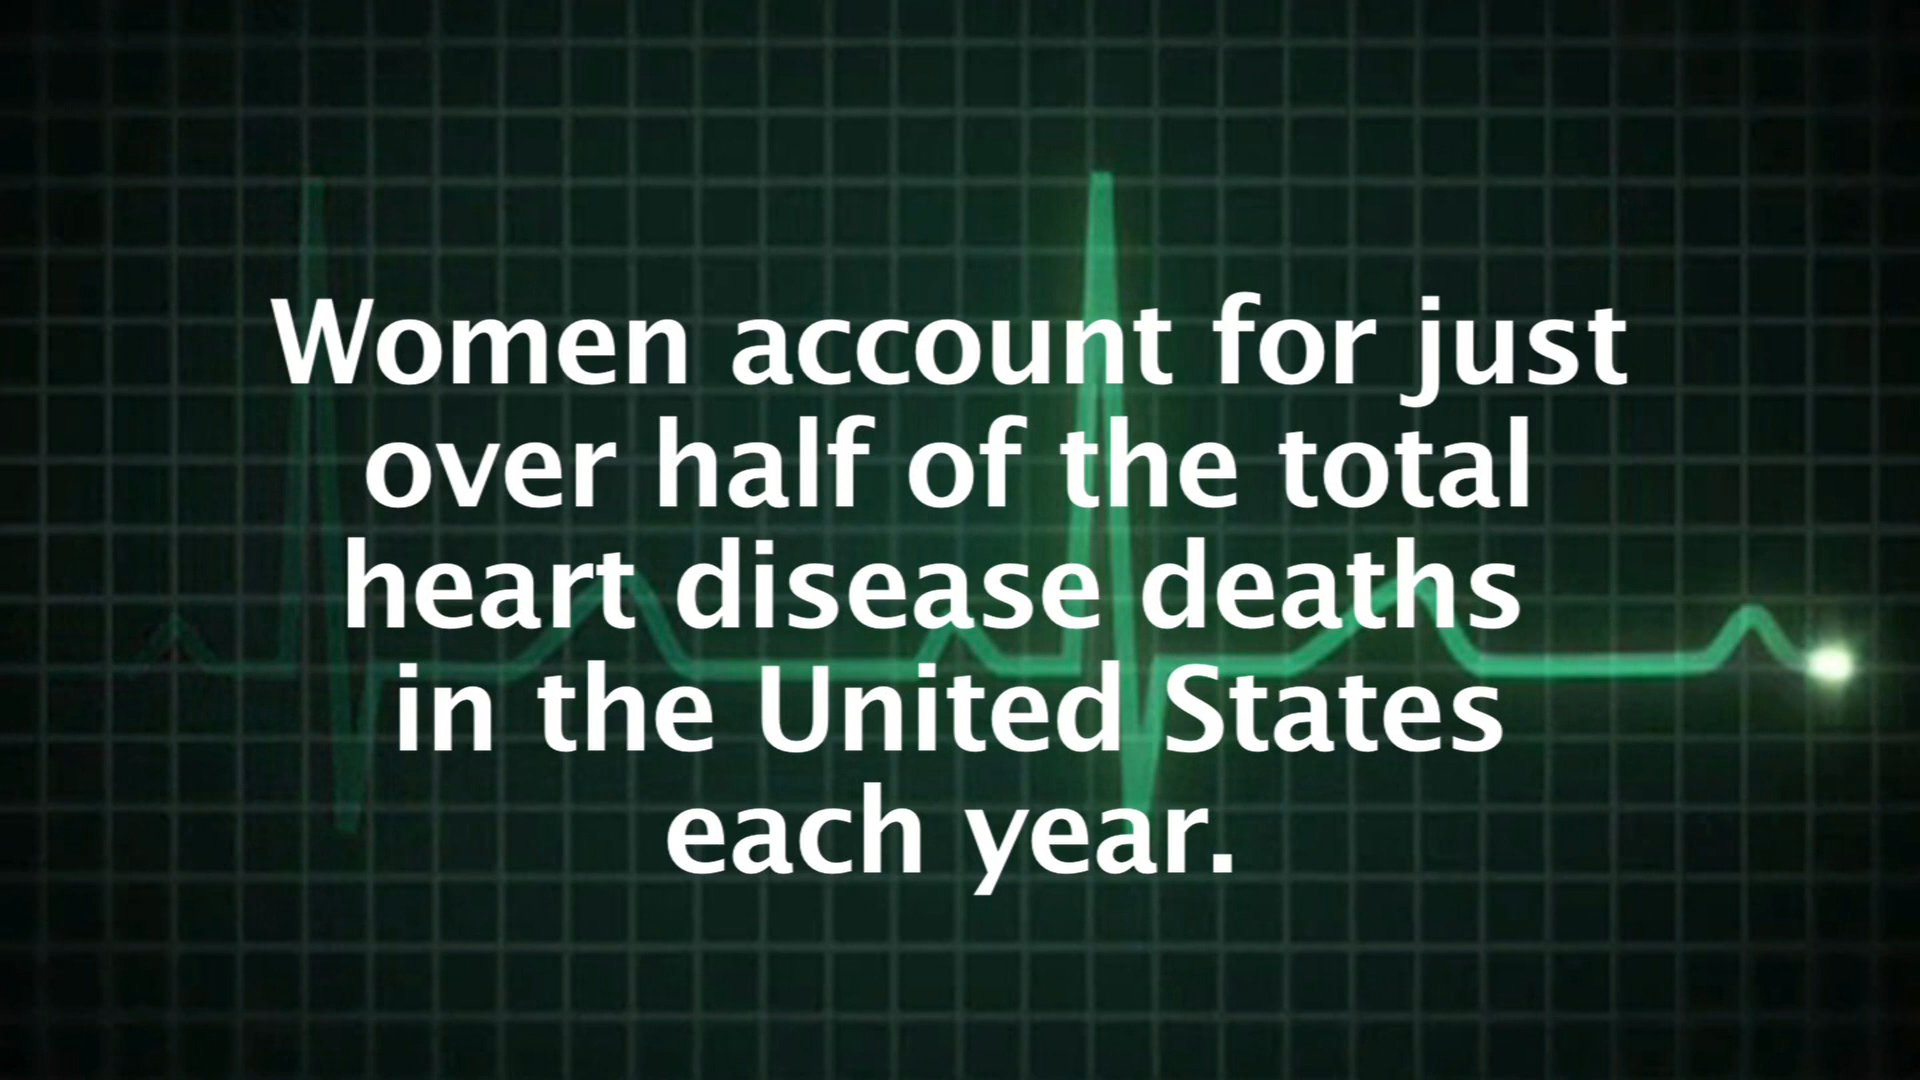 Women account for just
over half of the total
heart disease deaths
in the United States
each year.